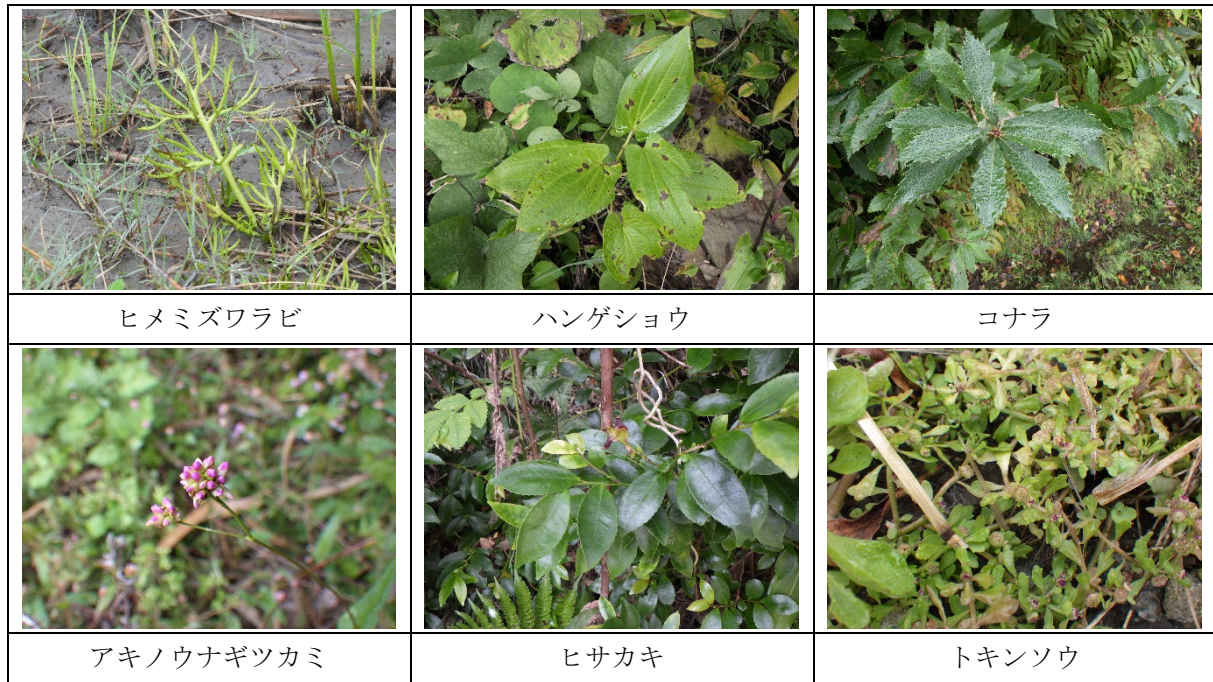 ヒメミズワラビ
ハンゲショウ
コナラ
アキノウナギツカミ
ヒサカキ
トキンソウ